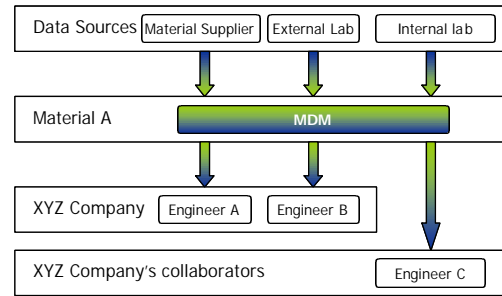 Data Sources Material Supplier External Lab Internal lab
Material A MDM
XYZ Company Engineer A Engineer B
XYZ Company's collaborators Engineer C